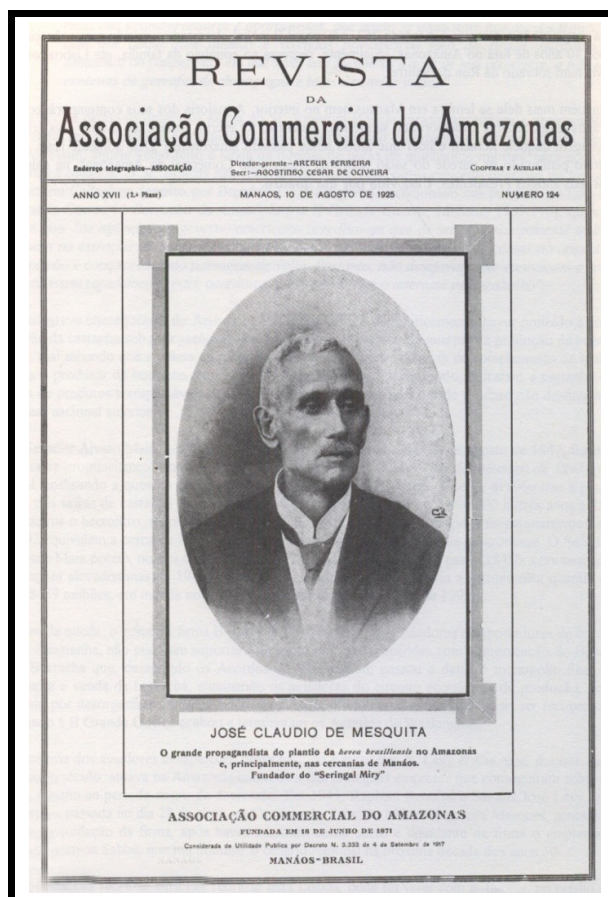 REVISTA
DA
Associação Commercial do Amazonas
Endereço telegraphico-ASSOCIAÇÃO
Director-gerente-ARTHUR FERREIRA
Secr:-AGOSTINHO CESAR DE OLIVEIRA
COOPERAR E AUXILIAR
ANNO XVII (2.ª Phase)
MANAOS, 10 DE AGOSTO DE 1925
NUMERO 124
JOSÉ CLAUDIO DE MESQUITA
O grande propagandista do plantio da hevea brasiliensis no Amazonas
e, principalmente, nas cercanias de Manáos.
Fundador do "Seringal Miry"
ASSOCIAÇÃO COMMERCIAL DO AMAZONAS
FUNDADA EM 18 DE JUNHO DE 1871
Considerada de Utilidade Publica por Decreto N. 3.333 de 4 de Setembro de 1917
MANÁOS-BRASIL